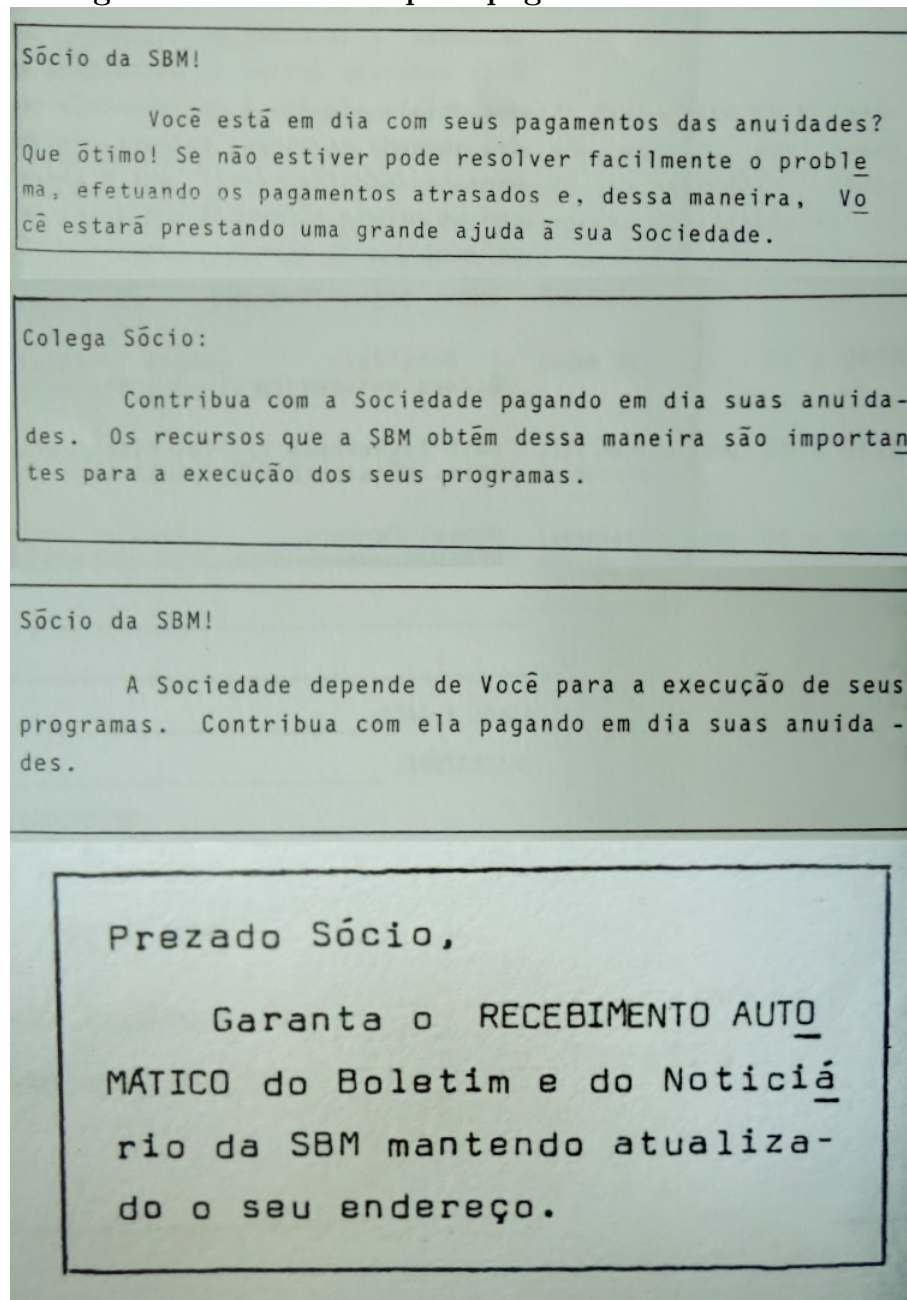 Sócio da SBM!
Você está em dia com seus pagamentos das anuidades?
Que ótimo! Se não estiver pode resolver facilmente o proble
ma, efetuando os pagamentos atrasados e, dessa maneira, Vo
cê estará prestando uma grande ajuda à sua Sociedade.
Colega Sócio:
Contribua com a Sociedade pagando em dia suas anuida-
des. Os recursos que a SBM obtém dessa maneira são importan
tes para a execução dos seus programas.
Sócio da SBM!
A Sociedade depende de Você para a execução de seus
programas. Contribua com ela pagando em dia suas anuida -
des.
Prezado Sócio,
Garanta o RECEBIMENTO AUTO
MÁTICO do Boletim e do Noticiá
rio da SBM mantendo atualiza-
do o seu endereço.